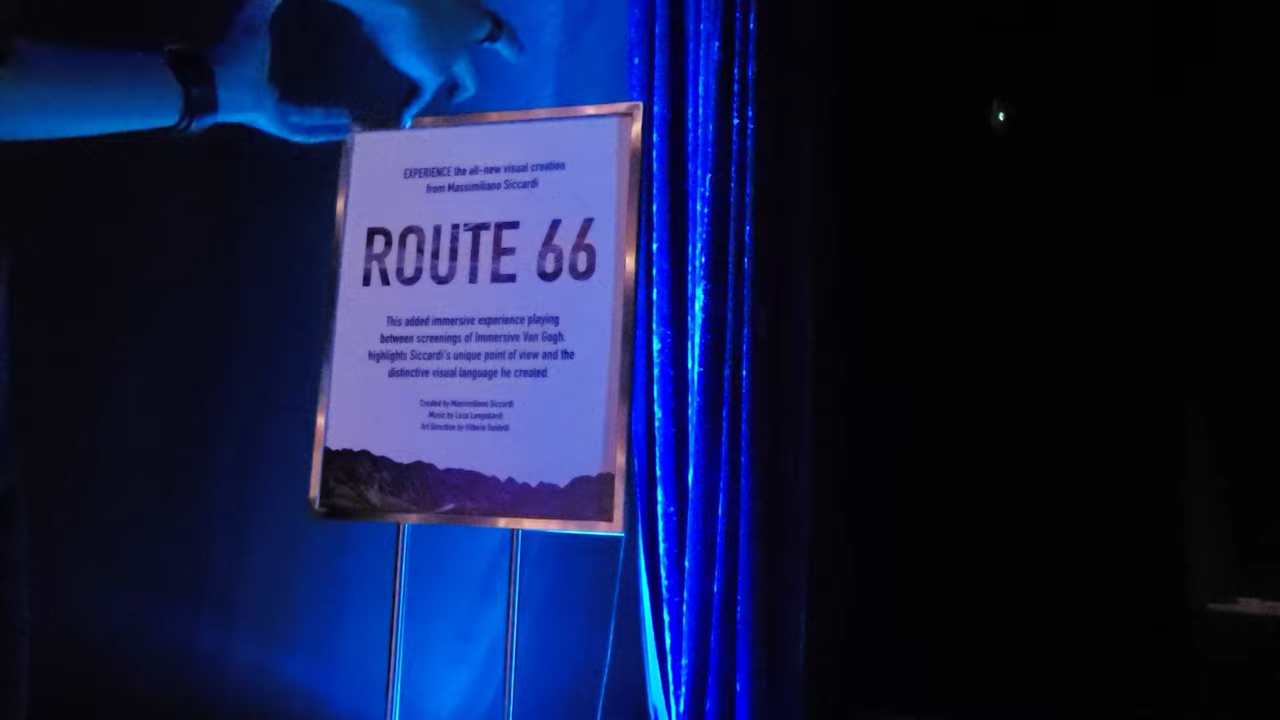 EXPERIENCE the all-new visual creation
from Massimiliano Siccardi
ROUTE 66
This added immersive experience playing
between screenings of Immersive Van Gogh,
highlights Siccardi's unique point of view and the
distinctive visual language he created.
Created by Massimiliano Siccardi
Music by Luca Longobardi
Art Direction by Vittorio Guidotti